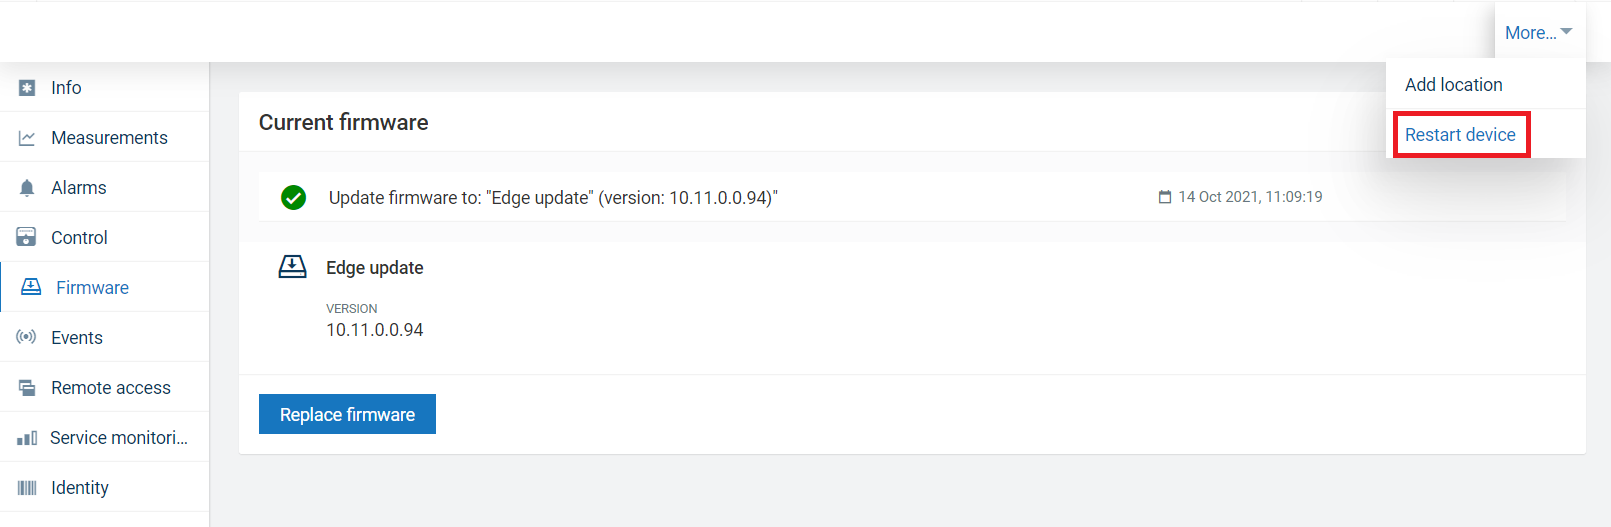 More...
Add location
Restart device
Info
Measurements
Alarms
Control
Firmware
Events
Remote access
Service monitori...
Identity
Current firmware
Update firmware to: "Edge update" (version: 10.11.0.0.94)"
14 Oct 2021, 11:09:19
Edge update
VERSION
10.11.0.0.94
Replace firmware